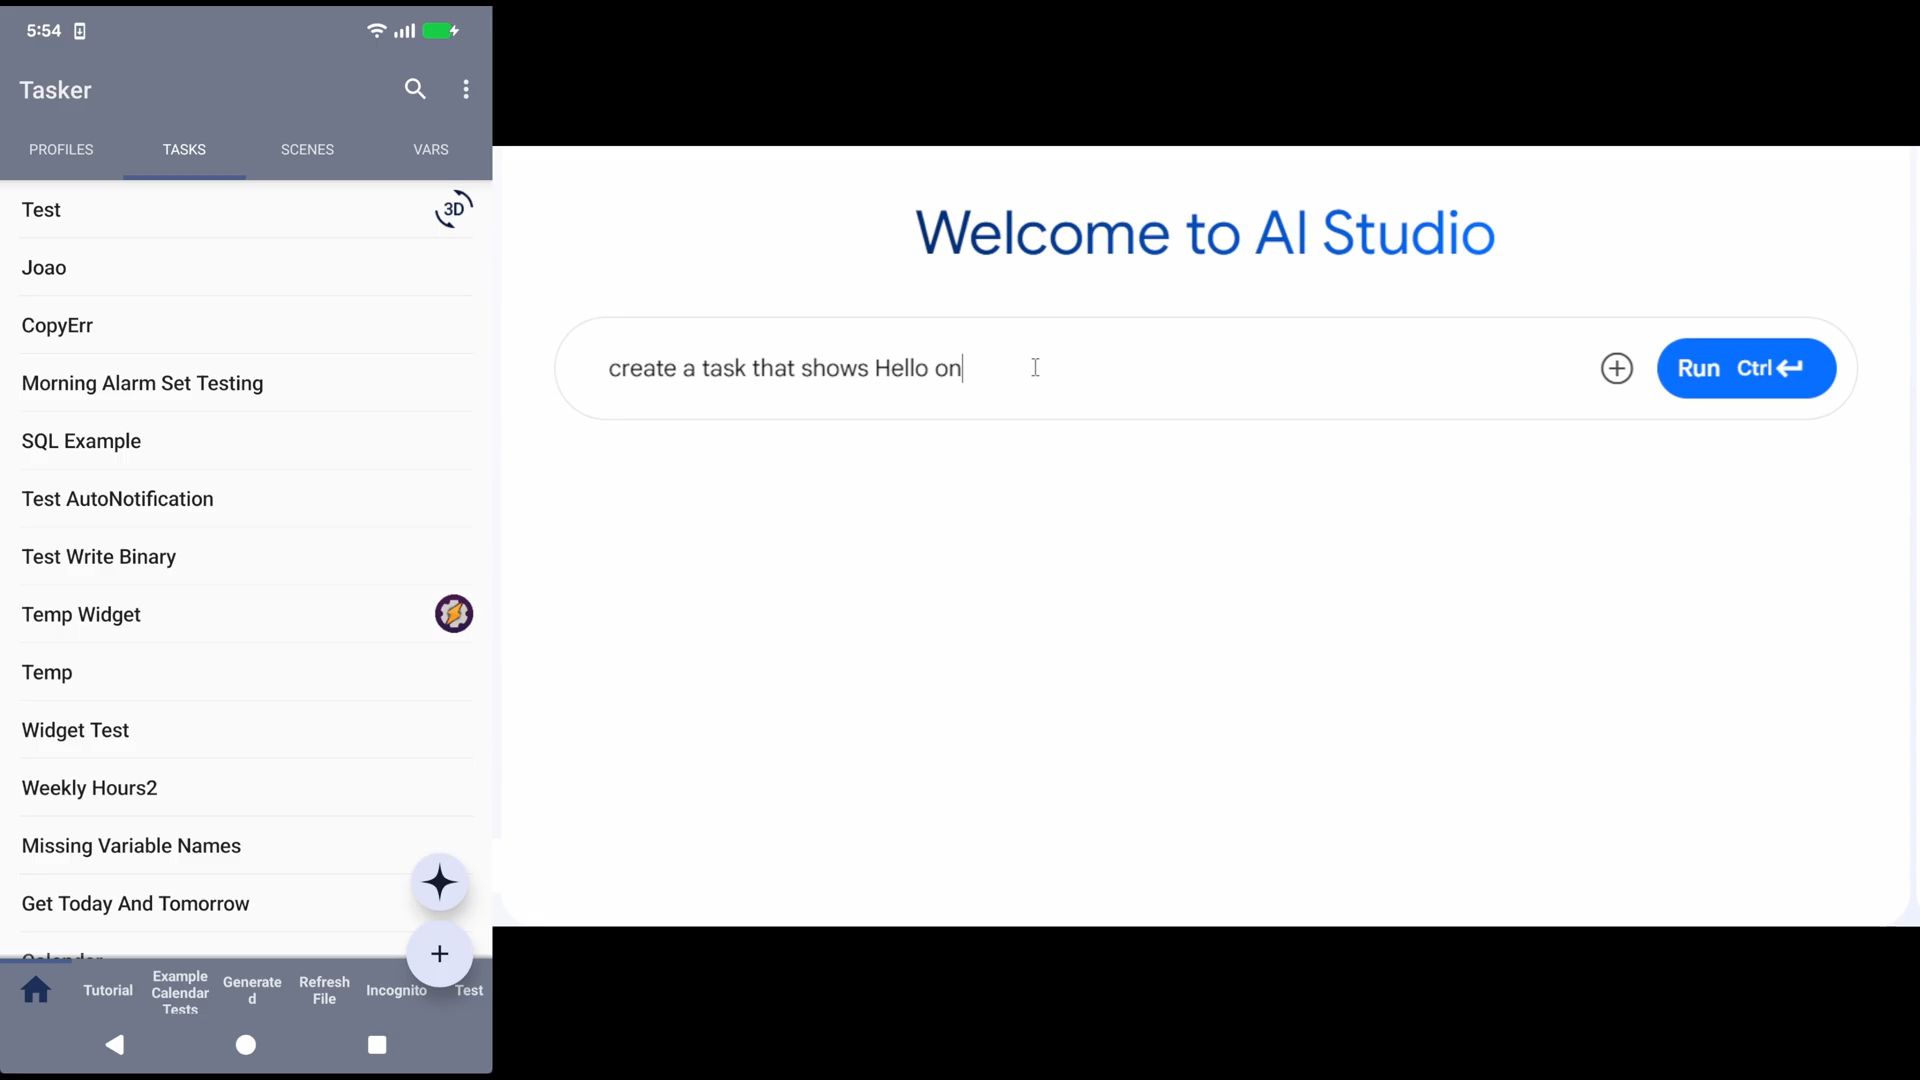 5:54
Tasker
PROFILES
TASKS
SCENES
VARS
Test
3D
Joao
CopyErr
Morning Alarm Set Testing
SQL Example
Test AutoNotification
Test Write Binary
Temp Widget
Temp
Widget Test
Weekly Hours2
Missing Variable Names
Get Today And Tomorrow
Tutorial
Example
Calendar
Tests
Generate
d
Refresh
File
Incognito
Test
Welcome to AI Studio
create a task that shows Hello on
Run Ctrl